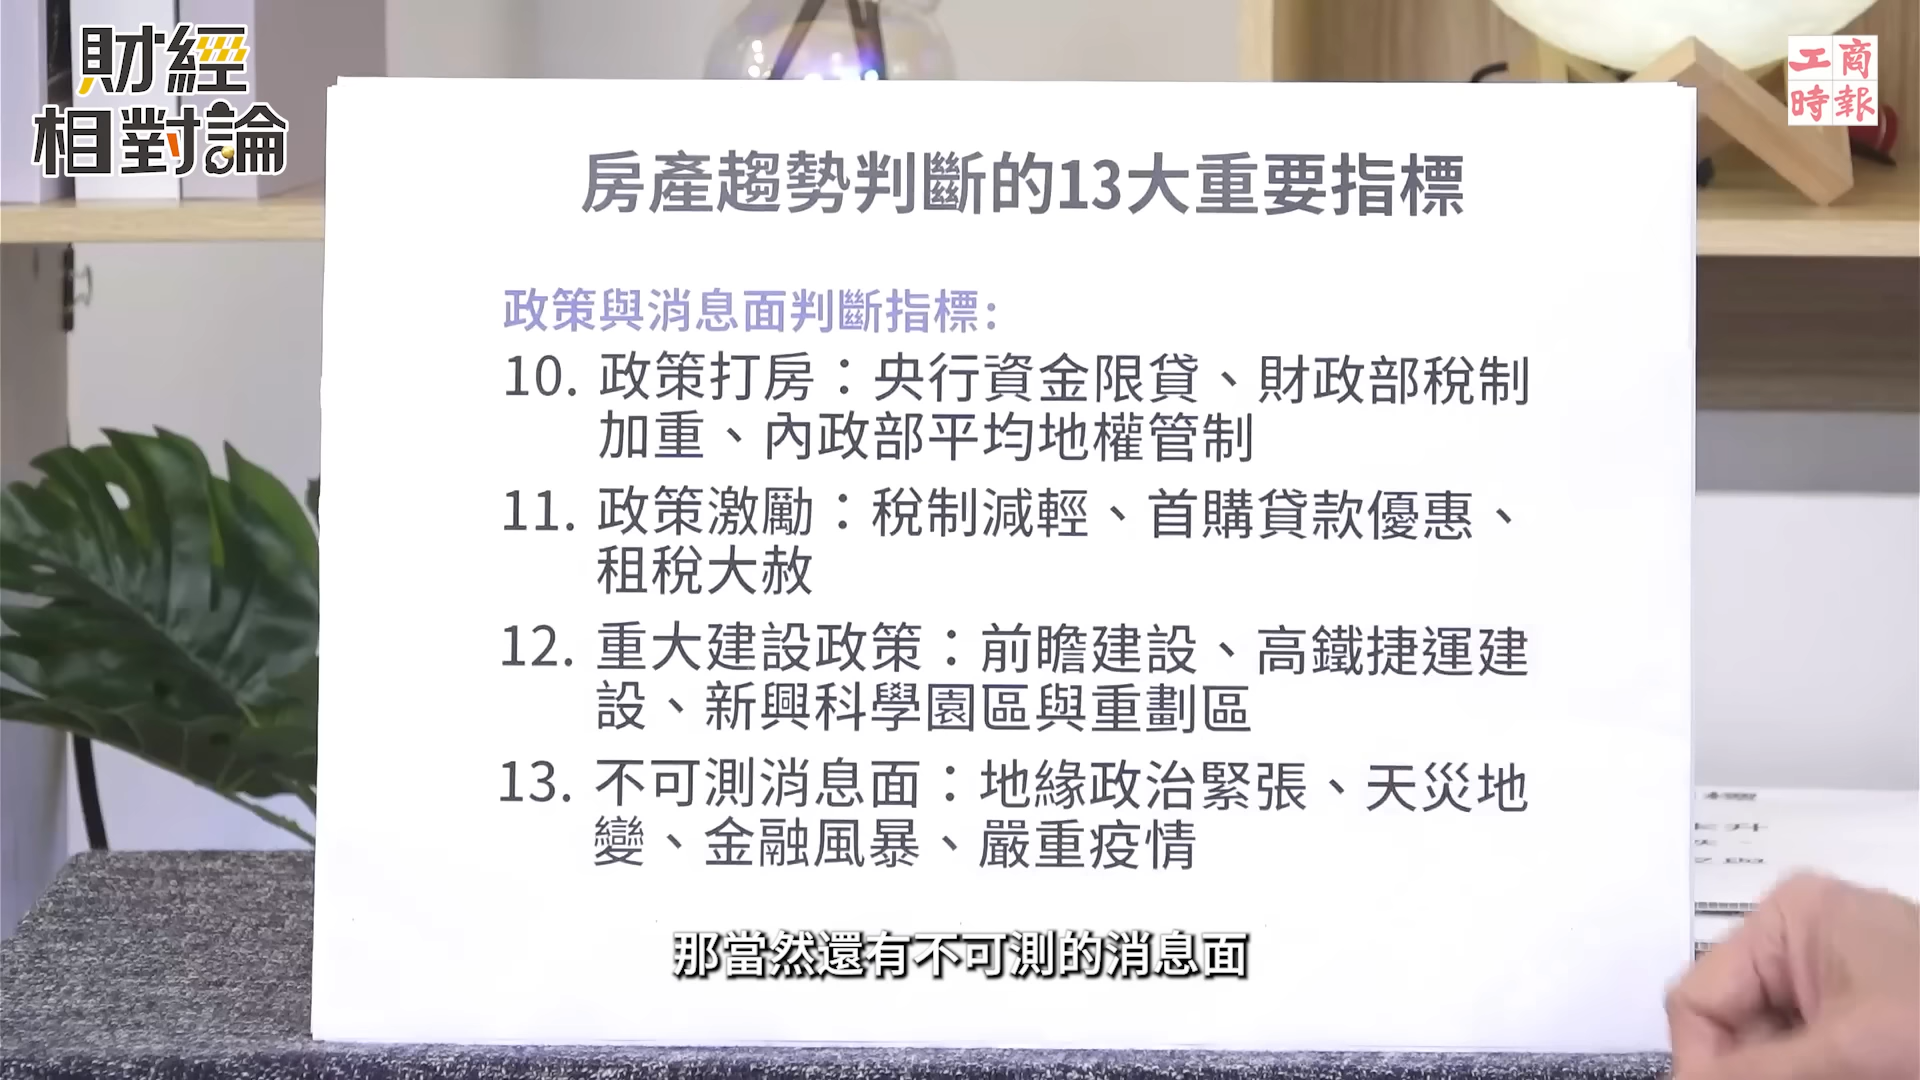 財經
相對論
工商
時報
房產趨勢判斷的13大重要指標
政策與消息面判斷指標:
10. 政策打房：央行資金限貸、財政部稅制
加重、內政部平均地權管制
11. 政策激勵：稅制減輕、首購貸款優惠、
租稅大赦
12. 重大建設政策：前瞻建設、高鐵捷運建
設、新興科學園區與重劃區
13. 不可測消息面：地緣政治緊張、天災地
變、金融風暴、嚴重疫情
那當然還有不可測的消息面